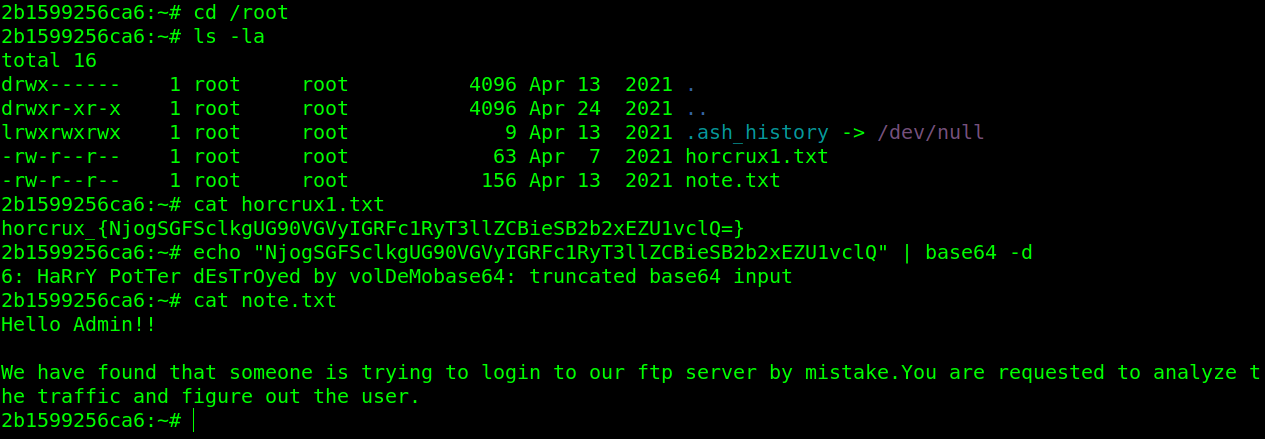 2b1599256ca6:~# cd /root
2b1599256ca6:~# ls -la
total 16
drwx------    1 root     root          4096 Apr 13  2021 .
drwxr-xr-x    1 root     root          4096 Apr 24  2021 ..
lrwxrwxrwx    1 root     root             9 Apr 13  2021 .ash_history -> /dev/null
-rw-r--r--    1 root     root            63 Apr  7  2021 horcrux1.txt
-rw-r--r--    1 root     root           156 Apr 13  2021 note.txt
2b1599256ca6:~# cat horcrux1.txt
horcrux_{NjogSGFSclkgUG90VGVyIGRFc1RyT3llZCBieSB2b2xEZU1vclQ=}
2b1599256ca6:~# echo "NjogSGFSclkgUG90VGVyIGRFc1RyT3llZCBieSB2b2xEZU1vclQ" | base64 -d
6: HaRrY PotTer dEsTrOyed by volDeMobase64: truncated base64 input
2b1599256ca6:~# cat note.txt
Hello Admin!!

We have found that someone is trying to login to our ftp server by mistake.You are requested to analyze t
he traffic and figure out the user.
2b1599256ca6:~#